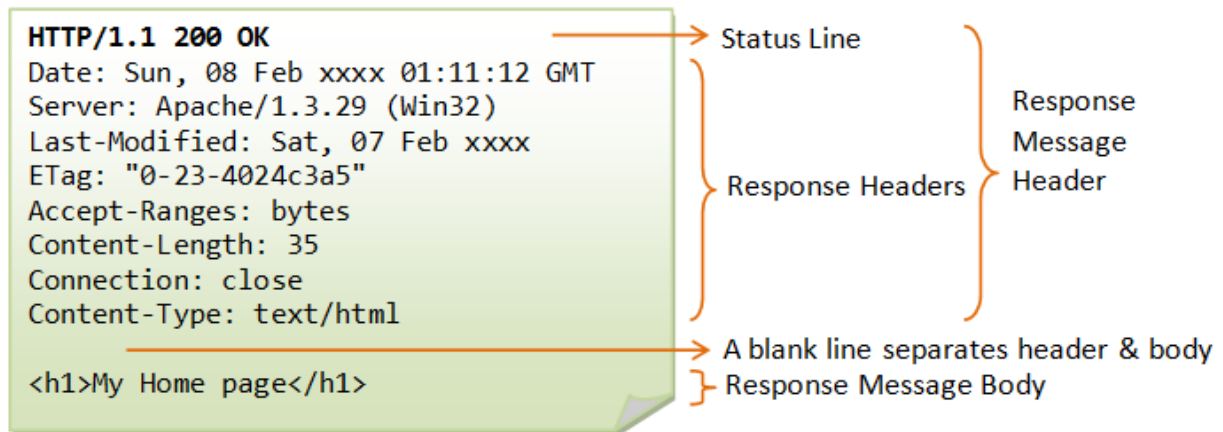 HTTP/1.1 200 OK
Date: Sun, 08 Feb xxxx 01:11:12 GMT
Server: Apache/1.3.29 (Win32)
Last-Modified: Sat, 07 Feb xxxx
ETag: "0-23-4024c3a5"
Accept-Ranges: bytes
Content-Length: 35
Connection: close
Content-Type: text/html
<h1>My Home page</h1>
Status Line
Response Headers
Response
Message
Header
A blank line separates header & body
Response Message Body